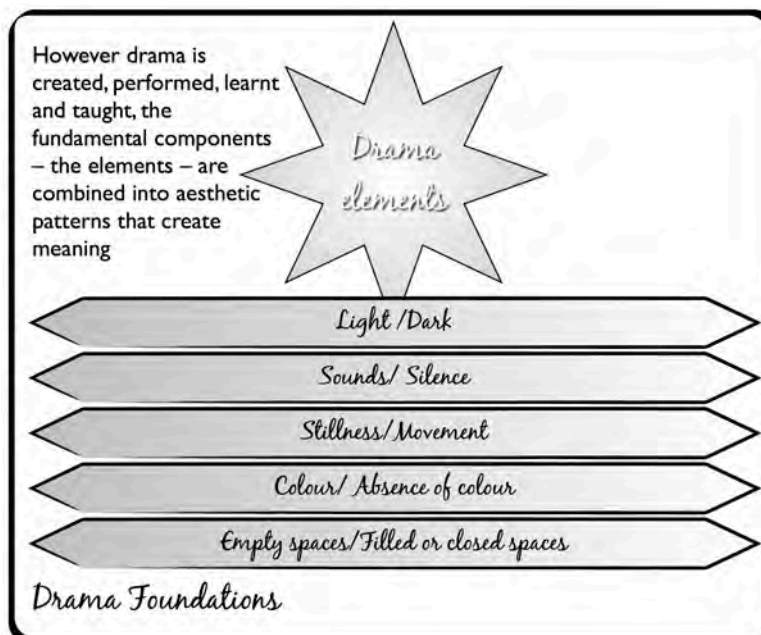 However drama is
created, performed, learnt
and taught, the
fundamental components
– the elements – are
combined into aesthetic
patterns that create
meaning
Drama
elements
Light /Dark
Sounds/ Silence
Stillness/Movement
Colour/ Absence of colour
Empty spaces/Filled or closed spaces
Drama Foundations